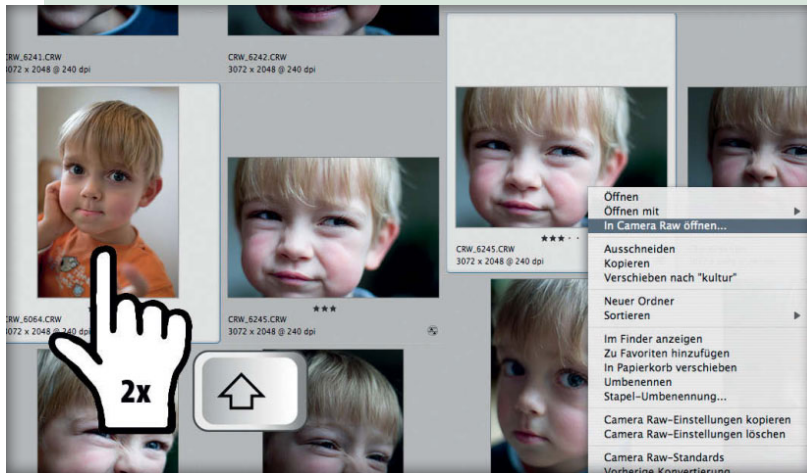 CRW_6241.CRW
3072 x 2048 @ 240 dpi
CRW_6242.CRW
3072 x 2048 @ 240 dpi
CRW_6064.CRW
3072 x 2048 @ 240 dpi
★★★
CRW_6245.CRW
3072 x 2048 @ 240 dpi
★★★··
CRW_6245.CRW
3072 x 2048 @ 240 dpi
2x
Öffnen
Öffnen mit
In Camera Raw öffnen...
Ausschneiden
Kopieren
Verschieben nach "kultur"
Neuer Ordner
Sortieren
Im Finder anzeigen
Zu Favoriten hinzufügen
In Papierkorb verschieben
Umbenennen
Stapel-Umbenennung...
Camera Raw-Einstellungen kopieren
Camera Raw-Einstellungen löschen
Camera Raw-Standards
Vorherige Konvertierung